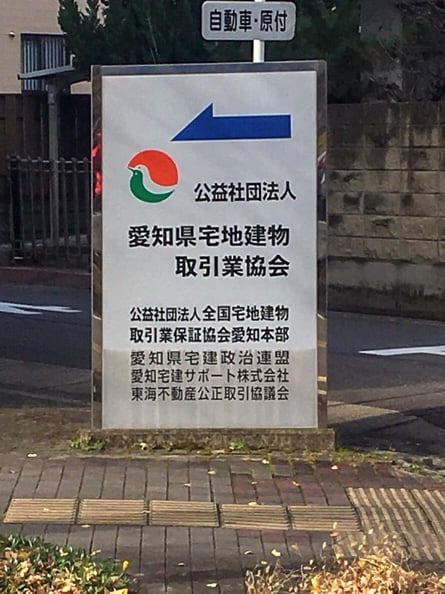 自動車・原付
公益社団法人
愛知県宅地建物
取引業協会
公益社団法人全国宅地建物
取引業保証協会愛知本部
愛知県宅建政治連盟
愛知宅建サポート株式会社
東海不動産公正取引協議会